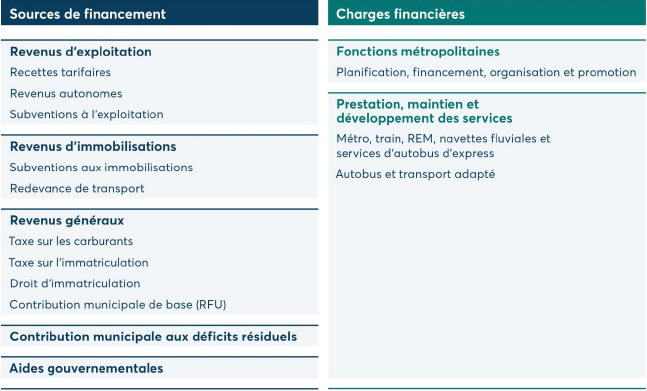 Sources de financement
Revenus d'exploitation
Recettes tarifaires
Revenus autonomes
Subventions à l'exploitation
Revenus d'immobilisations
Subventions aux immobilisations
Redevance de transport
Revenus généraux
Taxe sur les carburants
Taxe sur l'immatriculation
Droit d'immatriculation
Contribution municipale de base (RFU)
Contribution municipale aux déficits résiduels
Aides gouvernementales
Charges financières
Fonctions métropolitaines
Planification, financement, organisation et promotion
Prestation, maintien et
développement des services
Métro, train, REM, navettes fluviales et
services d'autobus d'express
Autobus et transport adapté